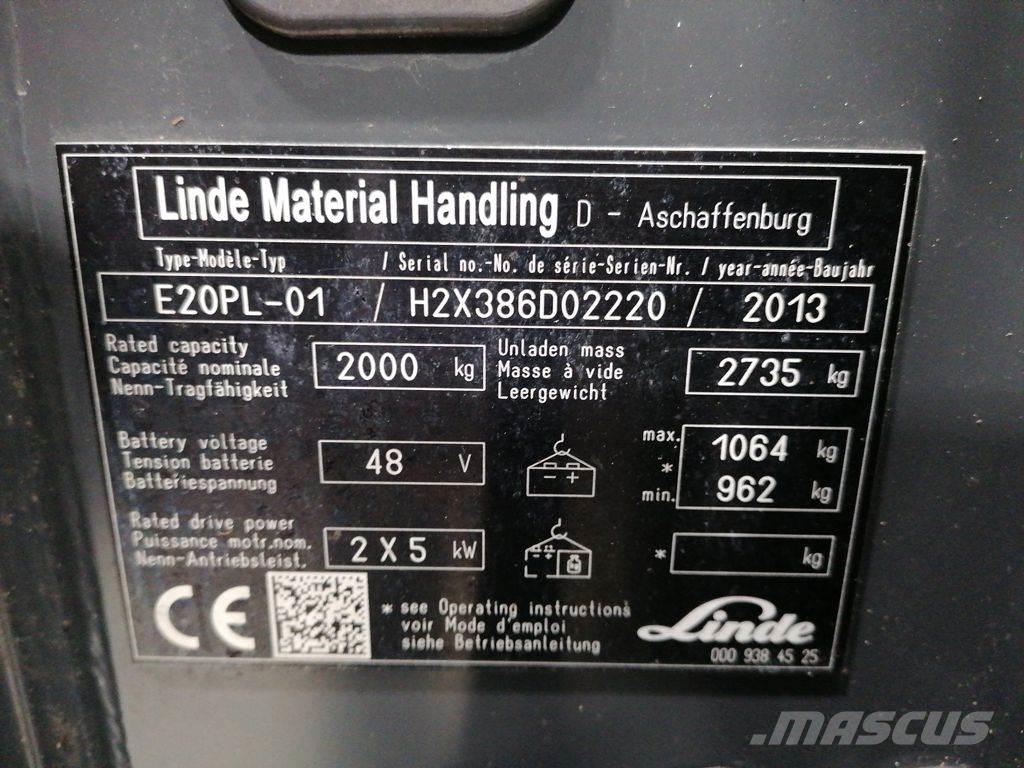 Linde Material Handling D - Aschaffenburg
Type-Modèle-Typ / Serial no.-No. de série-Serien-Nr. / year-année-Baujahr
E20PL-01 / H2X386D02220 / 2013
Rated capacity
Capacité nominale
Nenn-Tragfähigkeit
2000 kg
Unladen mass
Masse à vide
Leergewicht
2735 kg
Battery voltage
Tension batterie
Batteriespannung
48 V
- +
max. 1064 kg
*
min. 962 kg
Rated drive power
Puissance motr.nom.
Nenn-Antriebsleist.
2 X 5 kW
* kg
CE
* see Operating instructions
voir Mode d'emploi
siehe Betriebsanleitung
Linde
000 938 45 25
MASCUS